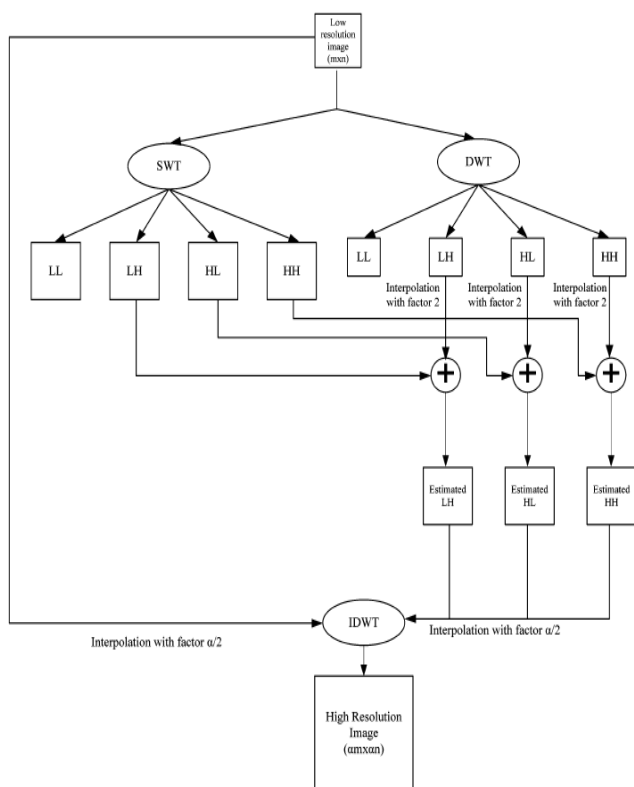 Low
resolution
image
(mxn)
SWT
DWT
LL
LH
HL
HH
LL
LH
HL
HH
Interpolation
with factor 2
Interpolation
with factor 2
Interpolation
with factor 2
+
+
+
Estimated
LH
Estimated
HL
Estimated
HH
IDWT
Interpolation with factor α/2
Interpolation with factor α/2
High Resolution
Image
(αmxαn)